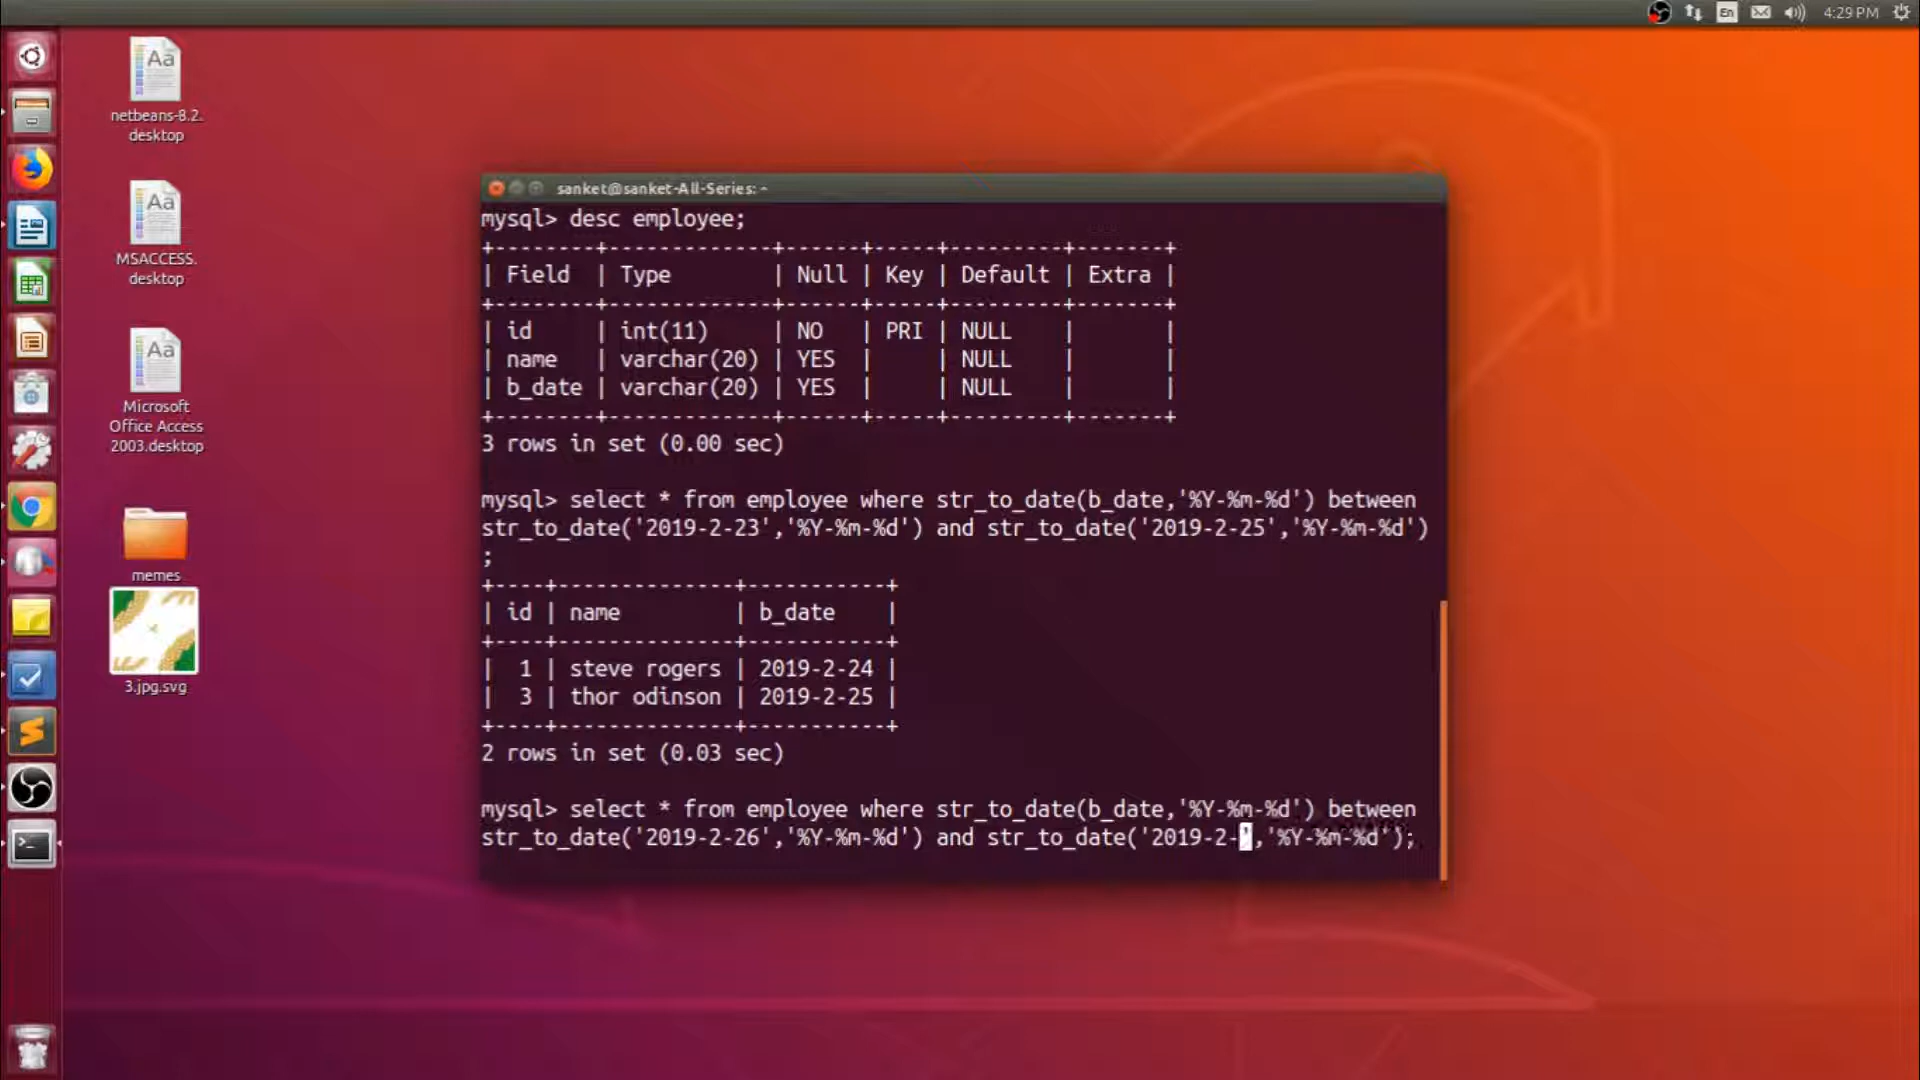 En
4:29 PM
Aa
netbeans-8.2.
desktop
Aa
MSACCESS.
desktop
Aa
Microsoft
Office Access
2003.desktop
memes
3.jpg.svg
sanket@sanket-All-Series: ~
mysql> desc employee;
+--------+-------------+------+-----+---------+-------+
| Field  | Type        | Null | Key | Default | Extra |
+--------+-------------+------+-----+---------+-------+
| id     | int(11)     | NO   | PRI | NULL    |       |
| name   | varchar(20) | YES  |     | NULL    |       |
| b_date | varchar(20) | YES  |     | NULL    |       |
+--------+-------------+------+-----+---------+-------+
3 rows in set (0.00 sec)
mysql> select * from employee where str_to_date(b_date,'%Y-%m-%d') between
str_to_date('2019-2-23','%Y-%m-%d') and str_to_date('2019-2-25','%Y-%m-%d')
;
+----+--------------+-----------+
| id | name         | b_date    |
+----+--------------+-----------+
|  1 | steve rogers | 2019-2-24 |
|  3 | thor odinson | 2019-2-25 |
+----+--------------+-----------+
2 rows in set (0.03 sec)
mysql> select * from employee where str_to_date(b_date,'%Y-%m-%d') between
str_to_date('2019-2-26','%Y-%m-%d') and str_to_date('2019-2-','%Y-%m-%d');